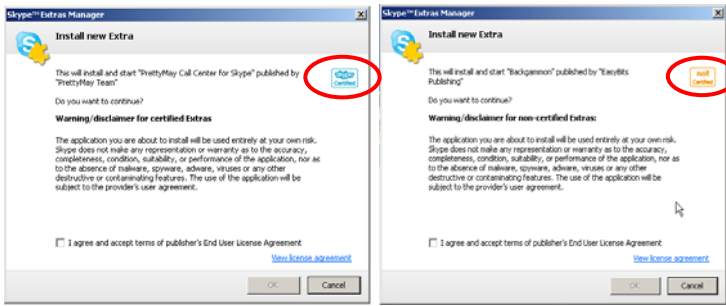 Skype™ Extras Manager
Install new Extra
This will install and start "PrettyMay Call Center for Skype" published by
"PrettyMay Team"
skype
Certified
Do you want to continue?
Warning/disclaimer for certified Extras
The application you are about to install will be used entirely at your own risk.
Skype does not make any representation or warranty as to the accuracy,
completeness, condition, suitability, or performance of the application, nor as
to the absence of malware, spyware, adware, viruses or any other
destructive or contaminating features. The use of the application will be
subject to the provider's user agreement.
I agree and accept terms of publisher's End User License Agreement
View license agreement
OK
Cancel
Skype™ Extras Manager
Install new Extra
This will install and start "Backgammon" published by "EasyBits
Publishing"
not
Certified
Do you want to continue?
Warning/disclaimer for non-certified Extras:
The application you are about to install will be used entirely at your own risk.
Skype does not make any representation or warranty as to the accuracy,
completeness, condition, suitability, or performance of the application, nor as
to the absence of malware, spyware, adware, viruses or any other
destructive or contaminating features. The use of the application will be
subject to the provider's user agreement.
I agree and accept terms of publisher's End User License Agreement
View license agreement
OK
Cancel